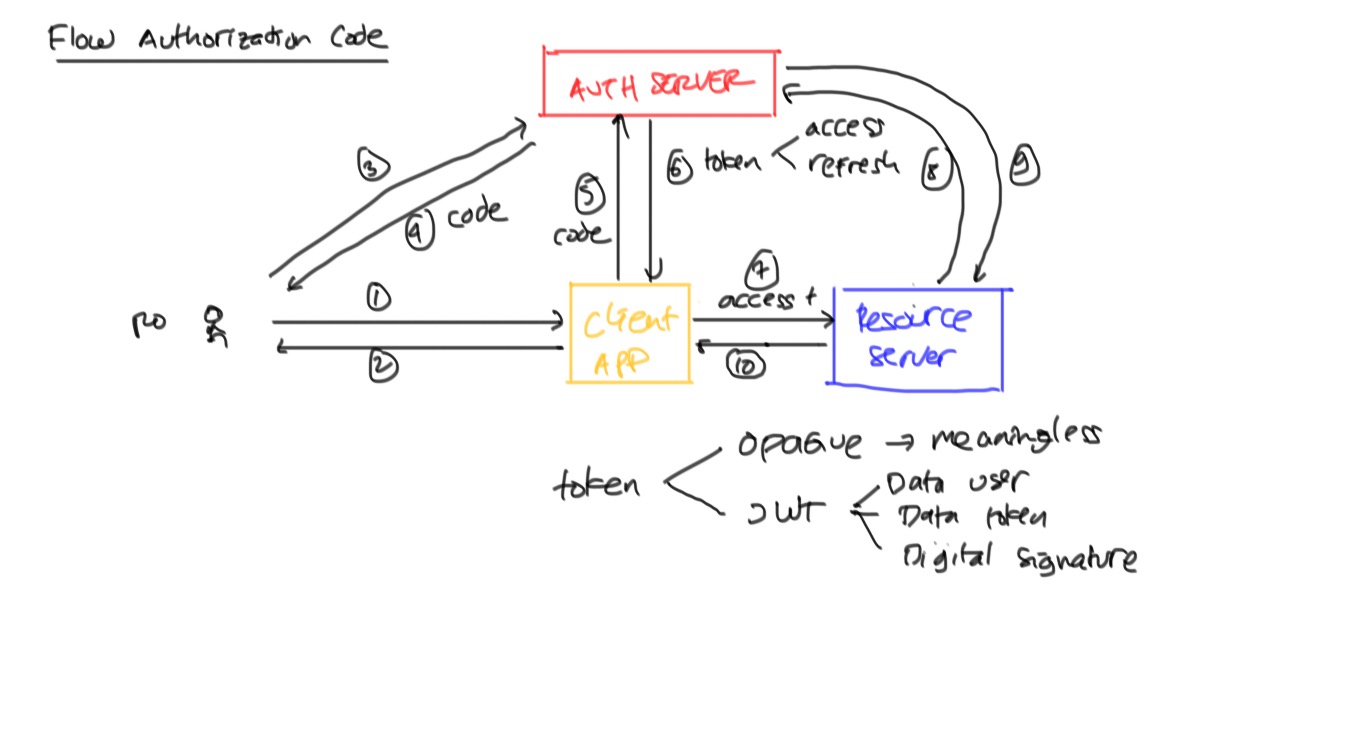 Flow Authorization Code
AUTH SERVER
3
4 code
5
code
6 token
access
refresh
8
9
1
2
RO
Client
APP
7
access t
10
Resource
Server
token
OPAQUE → meaningless
JWT
Data user
Data token
Digital signature